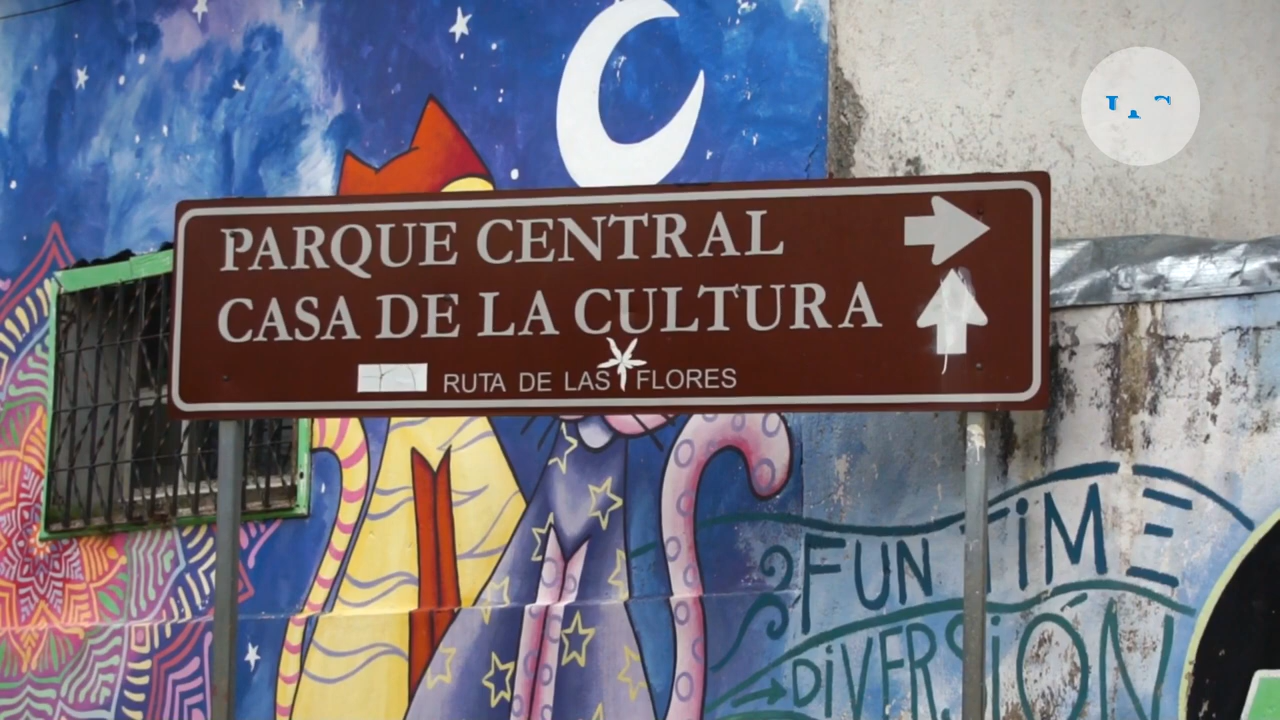 PARQUE CENTRAL
CASA DE LA CULTURA
RUTA DE LAS FLORES
FUN TiME
DiVERSiÓN